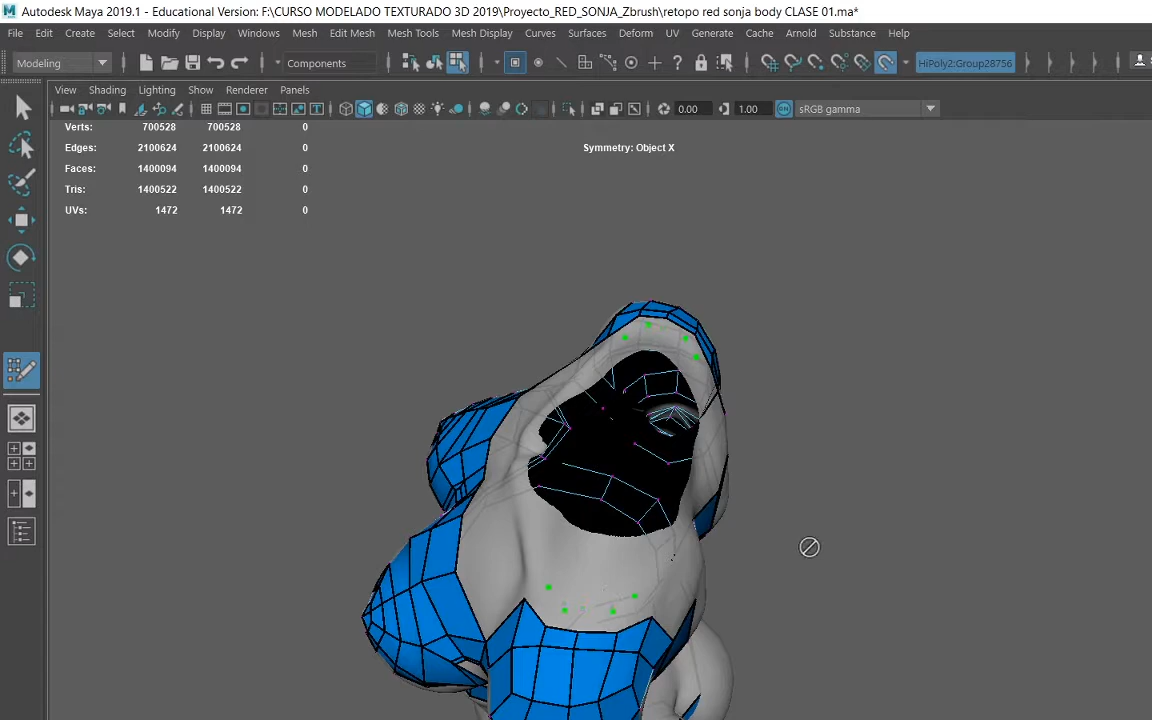 Autodesk Maya 2019.1 - Educational Version: F:\CURSO MODELADO TEXTURADO 3D 2019\Proyecto_RED_SONJA_Zbrush\retopo red sonja body CLASE 01.ma*
File Edit Create Select Modify Display Windows Mesh Edit Mesh Mesh Tools Mesh Display Curves Surfaces Deform UV Generate Cache Arnold Substance Help
Modeling Components HiPoly2:Group28756
View Shading Lighting Show Renderer Panels
0.00 1.00 sRGB gamma
Verts: 700528 700528 0
Edges: 2100624 2100624 0 Symmetry: Object X
Faces: 1400094 1400094 0
Tris: 1400522 1400522 0
UVs: 1472 1472 0